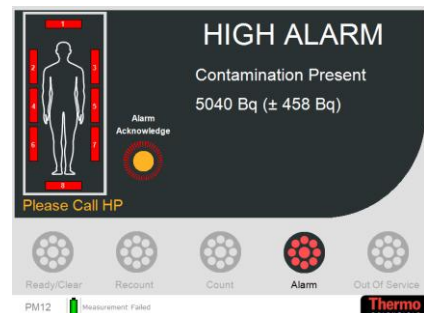 HIGH ALARM
Contamination Present
5040 Bq (± 458 Bq)
1
2
3
4
5
6
7
8
Alarm
Acknowledge
Please Call HP
Ready/Clear
Recount
Count
Alarm
Out Of Service
PM12
Measurement Failed
Thermo